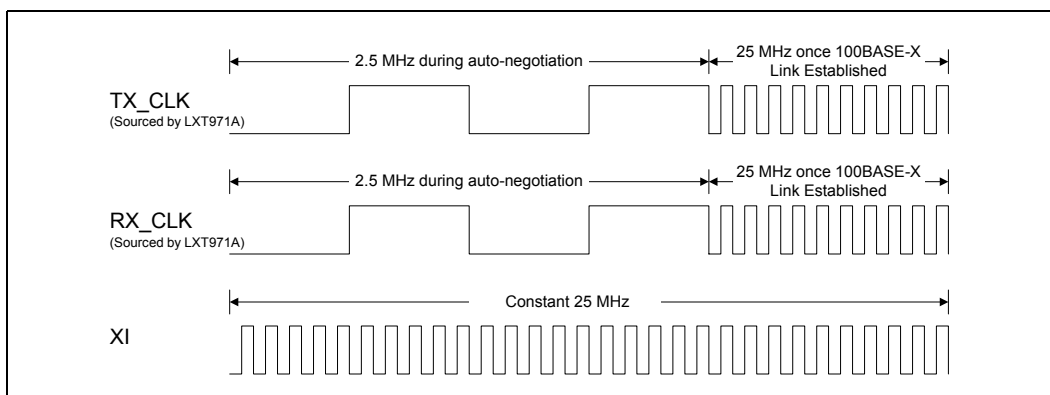 2.5 MHz during auto-negotiation
25 MHz once 100BASE-X
Link Established
TX_CLK
(Sourced by LXT971A)
2.5 MHz during auto-negotiation
25 MHz once 100BASE-X
Link Established
RX_CLK
(Sourced by LXT971A)
Constant 25 MHz
XI